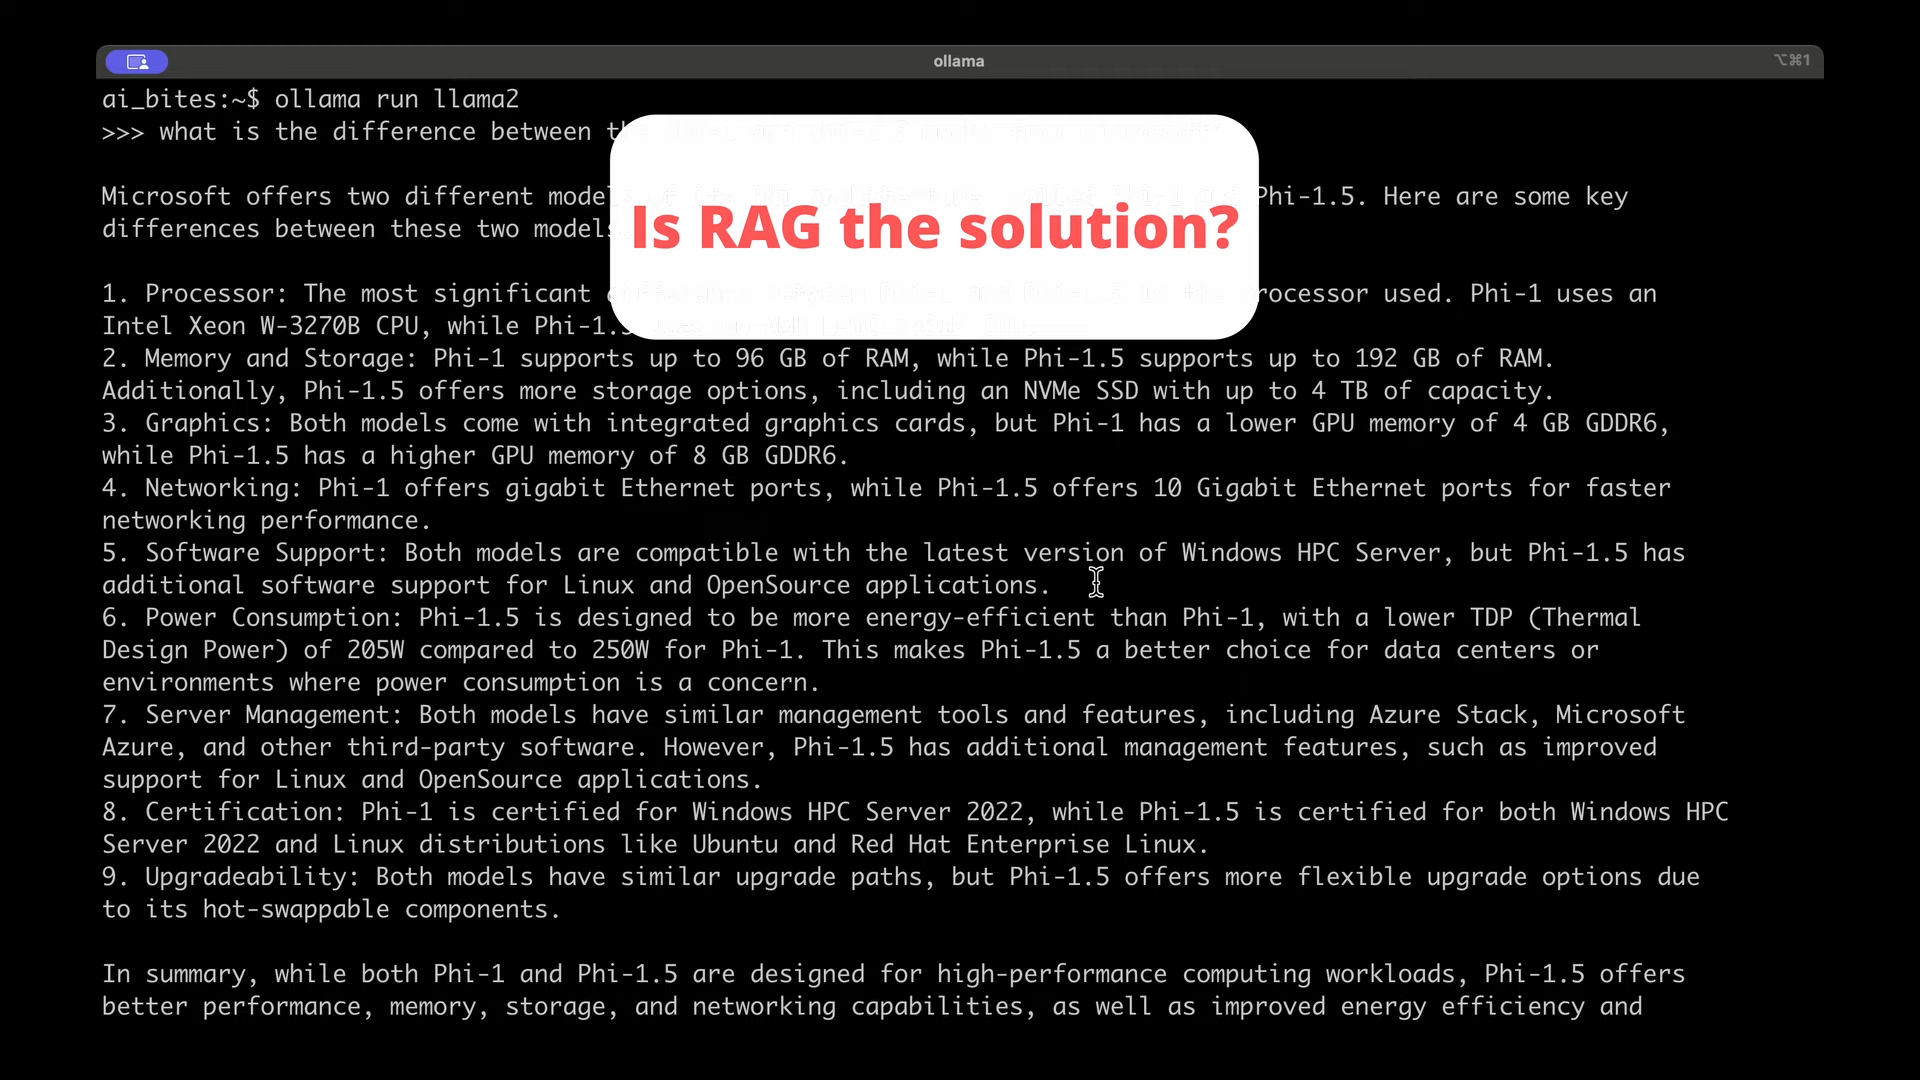 ollama
⌥⌘1
ai_bites:~$ ollama run llama2
>>> what is the difference between
Microsoft offers two different models Phi-1.5. Here are some key
Is RAG the solution?
differences between these two models
1. Processor: The most significant processor used. Phi-1 uses an
Intel Xeon W-3270B CPU, while Phi-1.5
2. Memory and Storage: Phi-1 supports up to 96 GB of RAM, while Phi-1.5 supports up to 192 GB of RAM.
Additionally, Phi-1.5 offers more storage options, including an NVMe SSD with up to 4 TB of capacity.
3. Graphics: Both models come with integrated graphics cards, but Phi-1 has a lower GPU memory of 4 GB GDDR6,
while Phi-1.5 has a higher GPU memory of 8 GB GDDR6.
4. Networking: Phi-1 offers gigabit Ethernet ports, while Phi-1.5 offers 10 Gigabit Ethernet ports for faster
networking performance.
5. Software Support: Both models are compatible with the latest version of Windows HPC Server, but Phi-1.5 has
additional software support for Linux and OpenSource applications.
6. Power Consumption: Phi-1.5 is designed to be more energy-efficient than Phi-1, with a lower TDP (Thermal
Design Power) of 205W compared to 250W for Phi-1. This makes Phi-1.5 a better choice for data centers or
environments where power consumption is a concern.
7. Server Management: Both models have similar management tools and features, including Azure Stack, Microsoft
Azure, and other third-party software. However, Phi-1.5 has additional management features, such as improved
support for Linux and OpenSource applications.
8. Certification: Phi-1 is certified for Windows HPC Server 2022, while Phi-1.5 is certified for both Windows HPC
Server 2022 and Linux distributions like Ubuntu and Red Hat Enterprise Linux.
9. Upgradeability: Both models have similar upgrade paths, but Phi-1.5 offers more flexible upgrade options due
to its hot-swappable components.
In summary, while both Phi-1 and Phi-1.5 are designed for high-performance computing workloads, Phi-1.5 offers
better performance, memory, storage, and networking capabilities, as well as improved energy efficiency and